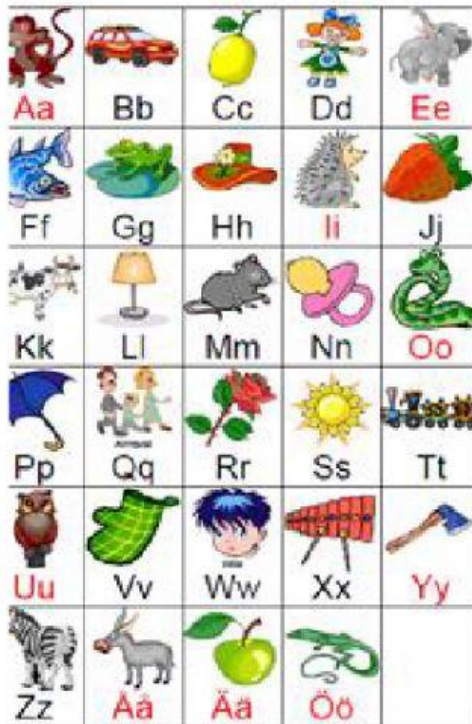 Aa Bb Cc Dd Ee
Ff Gg Hh Ii Jj
Kk Ll Mm Nn Oo
Pp Qq Rr Ss Tt
Uu Vv Ww Xx Yy
Zz Åå Ää Öö